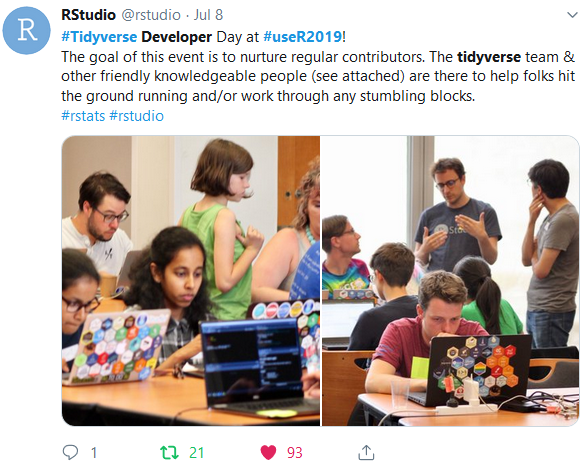 R
RStudio @rstudio · Jul 8
#Tidyverse Developer Day at #useR2019!
The goal of this event is to nurture regular contributors. The tidyverse team &
other friendly knowledgeable people (see attached) are there to help folks hit
the ground running and/or work through any stumbling blocks.
#rstats #rstudio
1 21 93